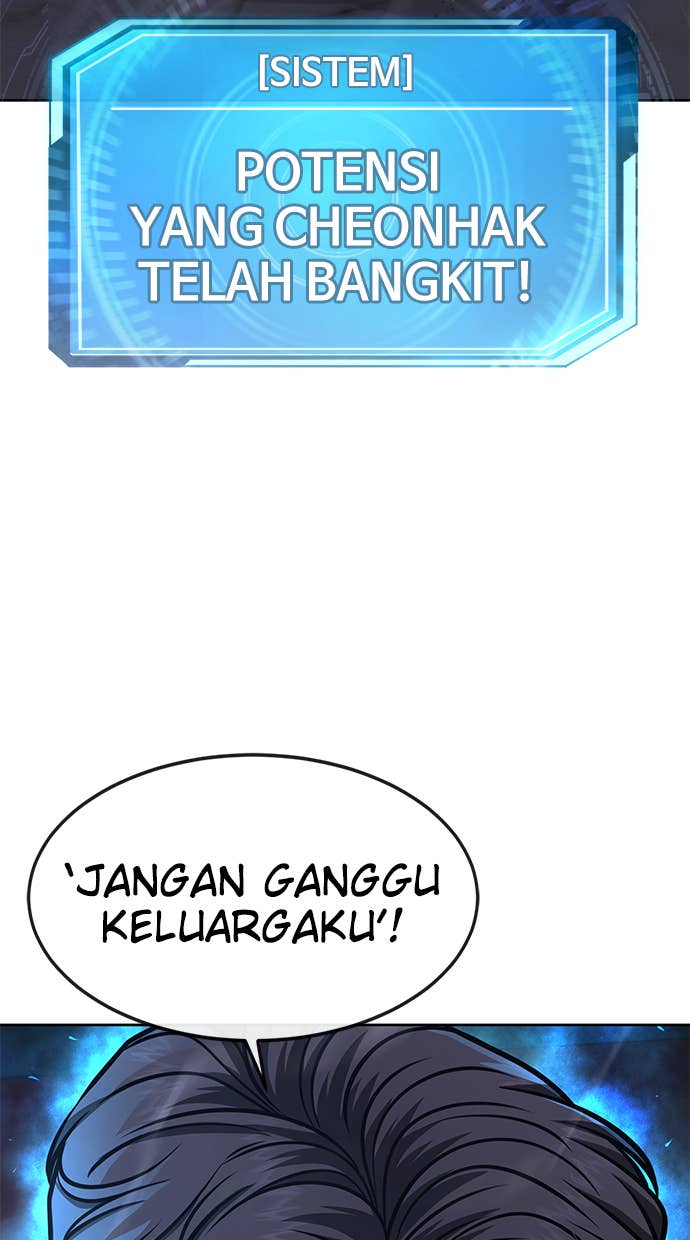 [SISTEM]
POTENSI
YANG CHEONHAK
TELAH BANGKIT!
'JANGAN GANGGU
KELUARGAKU'!